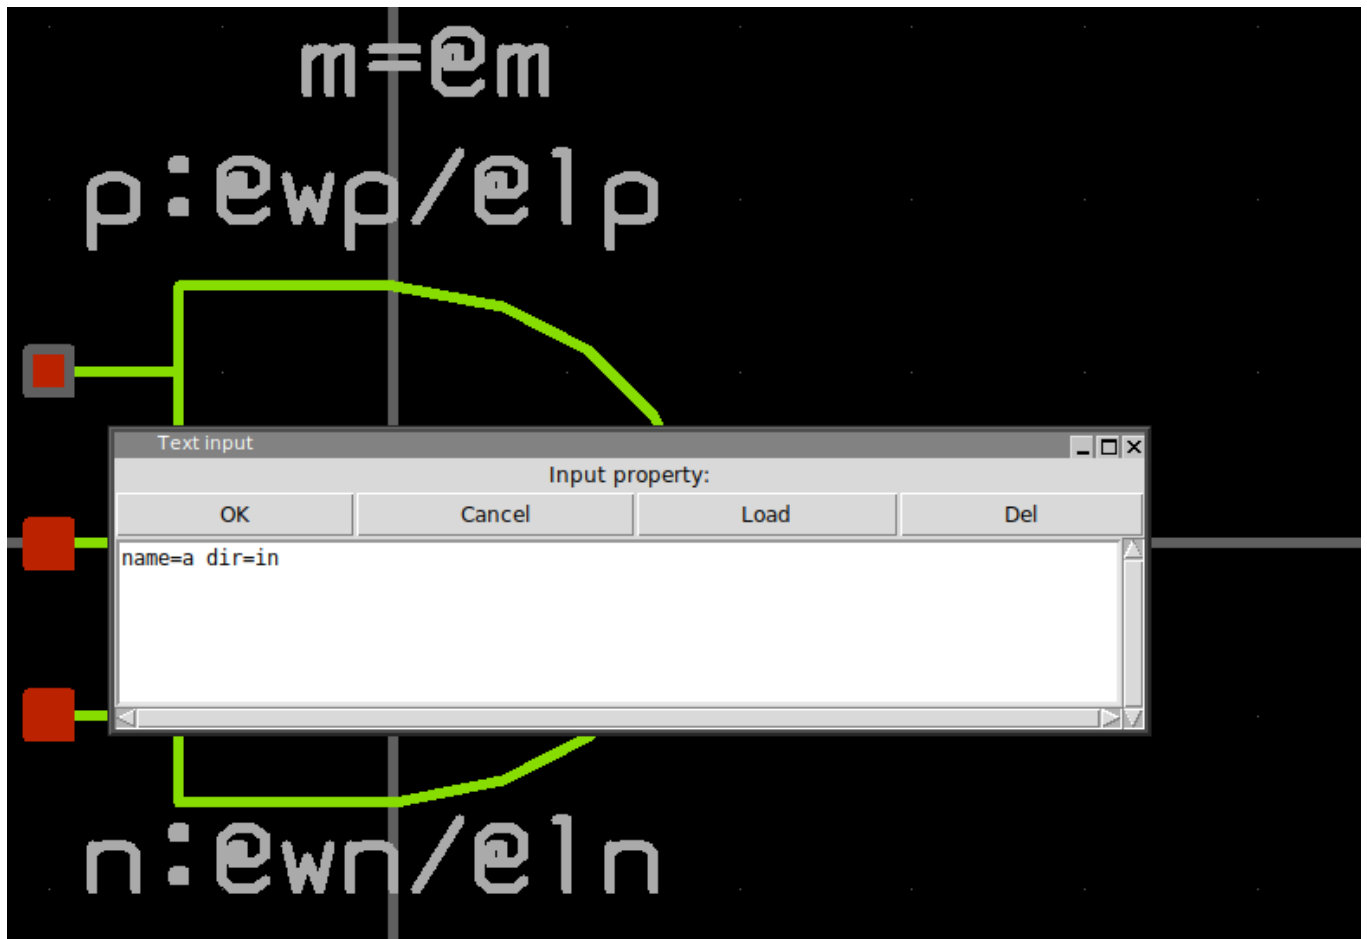 m=@m
p:@wp/@lp
Text input
Input property:
OK Cancel Load Del
name=a dir=in
n:@wn/@ln